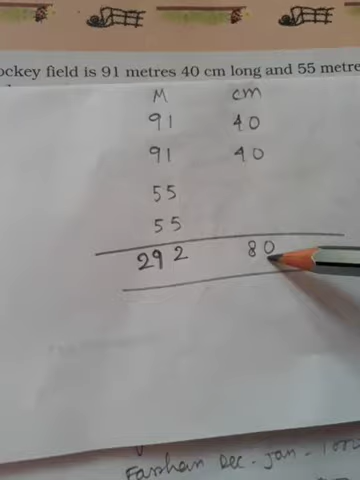 ockey field is 91 metres 40 cm long and 55 metre
M cm
91 40
91 40
55
55
292 80
Farhan Dec. Jan -